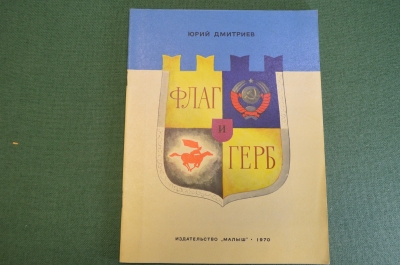 ЮРИЙ ДМИТРИЕВ
ФЛАГ
И
ГЕРБ
ИЗДАТЕЛЬСТВО „МАЛЫШ" • 1970